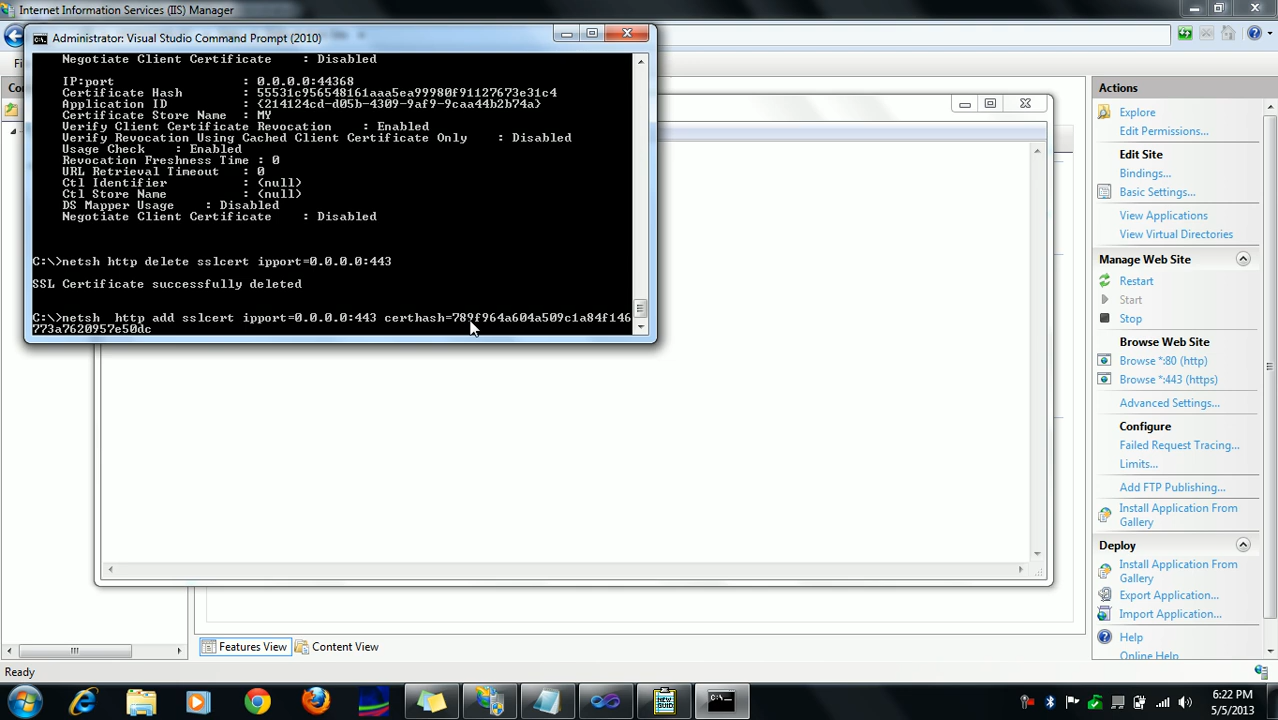 Internet Information Services (IIS) Manager
Administrator: Visual Studio Command Prompt (2010)
Negotiate Client Certificate    : Disabled
IP:port                 : 0.0.0.0:44368
Certificate Hash        : 55531c956548161aaa5ea99980f91127673e31c4
Application ID          : {214124cd-d05b-4309-9af9-9caa44b2b74a}
Certificate Store Name  : MY
Verify Client Certificate Revocation    : Enabled
Verify Revocation Using Cached Client Certificate Only    : Disabled
Usage Check    : Enabled
Revocation Freshness Time : 0
URL Retrieval Timeout   : 0
Ctl Identifier          : (null)
Ctl Store Name          : (null)
DS Mapper Usage    : Disabled
Negotiate Client Certificate    : Disabled
C:\>netsh http delete sslcert ipport=0.0.0.0:443
SSL Certificate successfully deleted
C:\>netsh  http add sslcert ipport=0.0.0.0:443 certhash=789f964a604a509c1a84f146
773a7620957e50dc
Actions
Explore
Edit Permissions...
Edit Site
Bindings...
Basic Settings...
View Applications
View Virtual Directories
Manage Web Site
Restart
Start
Stop
Browse Web Site
Browse *:80 (http)
Browse *:443 (https)
Advanced Settings...
Configure
Failed Request Tracing...
Limits...
Add FTP Publishing...
Install Application From
Gallery
Deploy
Install Application From
Gallery
Export Application...
Import Application...
Help
Online Help
Features View
Content View
Ready
NEW
GUID
6:22 PM
5/5/2013